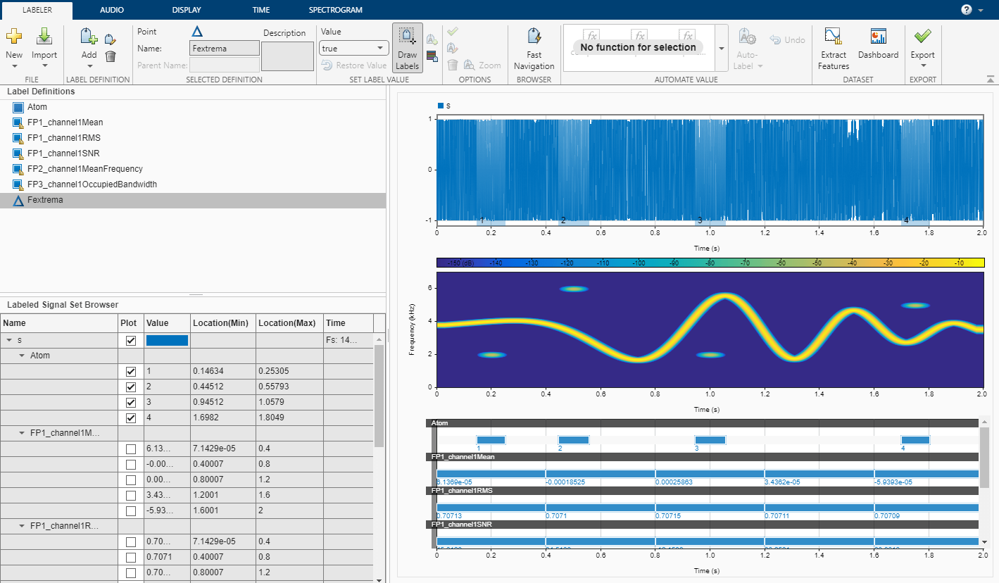 LABELER AUDIO DISPLAY TIME SPECTROGRAM ?
New Import Add
Point
Name: Fextrema
Parent Name:
Description
Value
true
Restore Value
Draw Labels
Zoom
Fast Navigation
No function for selection
Auto-Label
Undo
Extract Features
Dashboard
Export
FILE LABEL DEFINITION SELECTED DEFINITION SET LABEL VALUE OPTIONS BROWSER AUTOMATE VALUE DATASET EXPORT
Label Definitions
Atom
FP1_channel1Mean
FP1_channel1RMS
FP1_channel1SNR
FP2_channel1MeanFrequency
FP3_channel1OccupiedBandwidth
Fextrema
Labeled Signal Set Browser
Name Plot Value Location(Min) Location(Max) Time
s Fs: 14...
Atom
1 0.14634 0.25305
2 0.44512 0.55793
3 0.94512 1.0579
4 1.6982 1.8049
FP1_channel1M...
6.13... 7.1429e-05 0.4
-0.00... 0.40007 0.8
0.00... 0.80007 1.2
3.43... 1.2001 1.6
-5.93... 1.6001 2
FP1_channel1R...
0.70... 7.1429e-05 0.4
0.7071 0.40007 0.8
0.70... 0.80007 1.2
s
1
0
-1
1 2 3 4
0 0.2 0.4 0.6 0.8 1.0 1.2 1.4 1.6 1.8 2.0
Time (s)
-150 (dB) -140 -130 -120 -110 -100 -90 -80 -70 -60 -50 -40 -30 -20 -10
Frequency (kHz)
6
4
2
0
0 0.2 0.4 0.6 0.8 1.0 1.2 1.4 1.6 1.8 2.0
Time (s)
Atom
1 2 3 4
FP1_channel1Mean
6.1369e-05 -0.00018525 0.00025863 3.4362e-05 -5.9393e-05
FP1_channel1RMS
0.70713 0.7071 0.70715 0.70711 0.70709
FP1_channel1SNR
0 0.2 0.4 0.6 0.8 1.0 1.2 1.4 1.6 1.8 2.0
Time (s)